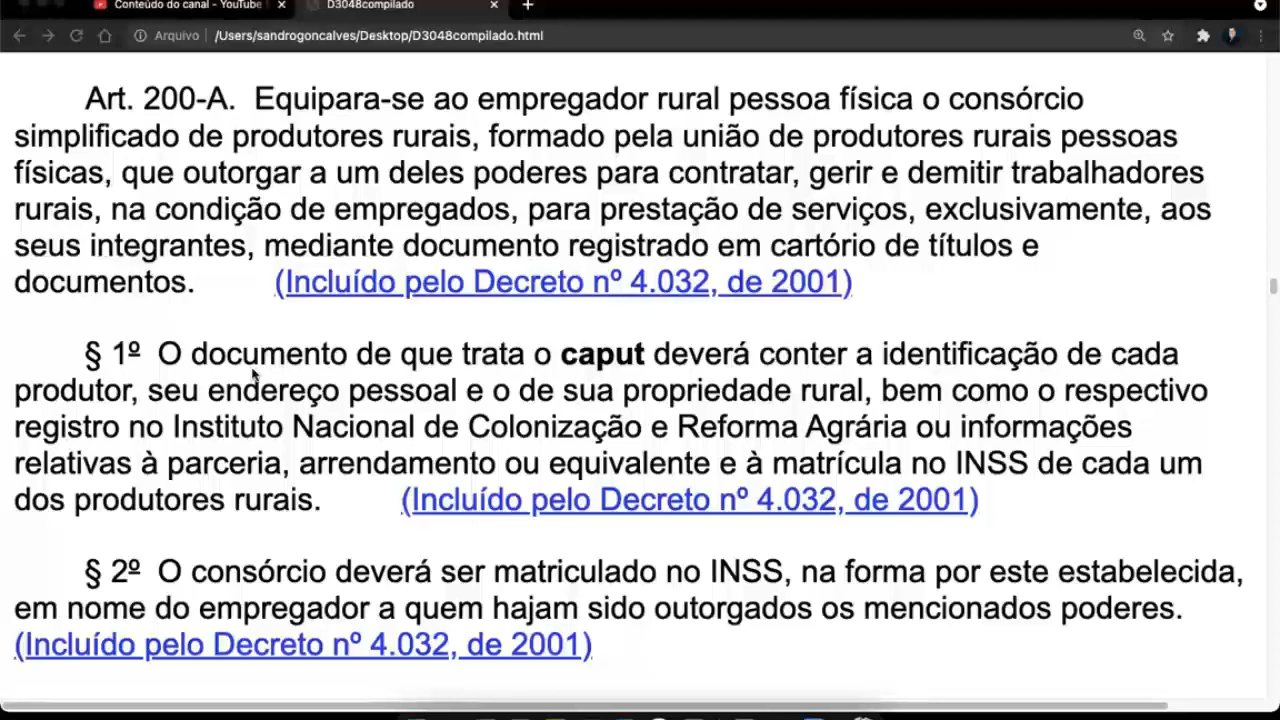 Conteúdo do canal - YouTube
D3048compilado
Arquivo
/Users/sandrogoncalves/Desktop/D3048compilado.html
Art. 200-A. Equipara-se ao empregador rural pessoa física o consórcio
simplificado de produtores rurais, formado pela união de produtores rurais pessoas
físicas, que outorgar a um deles poderes para contratar, gerir e demitir trabalhadores
rurais, na condição de empregados, para prestação de serviços, exclusivamente, aos
seus integrantes, mediante documento registrado em cartório de títulos e
documentos. (Incluído pelo Decreto nº 4.032, de 2001)
§ 1º O documento de que trata o caput deverá conter a identificação de cada
produtor, seu endereço pessoal e o de sua propriedade rural, bem como o respectivo
registro no Instituto Nacional de Colonização e Reforma Agrária ou informações
relativas à parceria, arrendamento ou equivalente e à matrícula no INSS de cada um
dos produtores rurais. (Incluído pelo Decreto nº 4.032, de 2001)
§ 2º O consórcio deverá ser matriculado no INSS, na forma por este estabelecida,
em nome do empregador a quem hajam sido outorgados os mencionados poderes.
(Incluído pelo Decreto nº 4.032, de 2001)